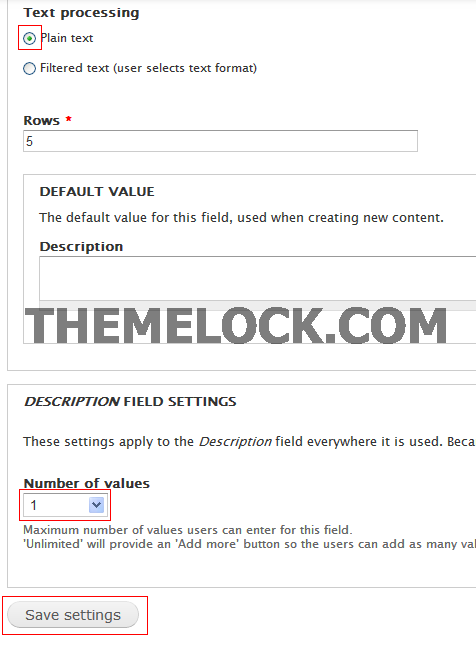 Text processing
Plain text
Filtered text (user selects text format)
Rows *
5
DEFAULT VALUE
The default value for this field, used when creating new content.
Description
THEMELOCK.COM
DESCRIPTION FIELD SETTINGS
These settings apply to the Description field everywhere it is used. Beca
Number of values
1
Maximum number of values users can enter for this field.
'Unlimited' will provide an 'Add more' button so the users can add as many val
Save settings